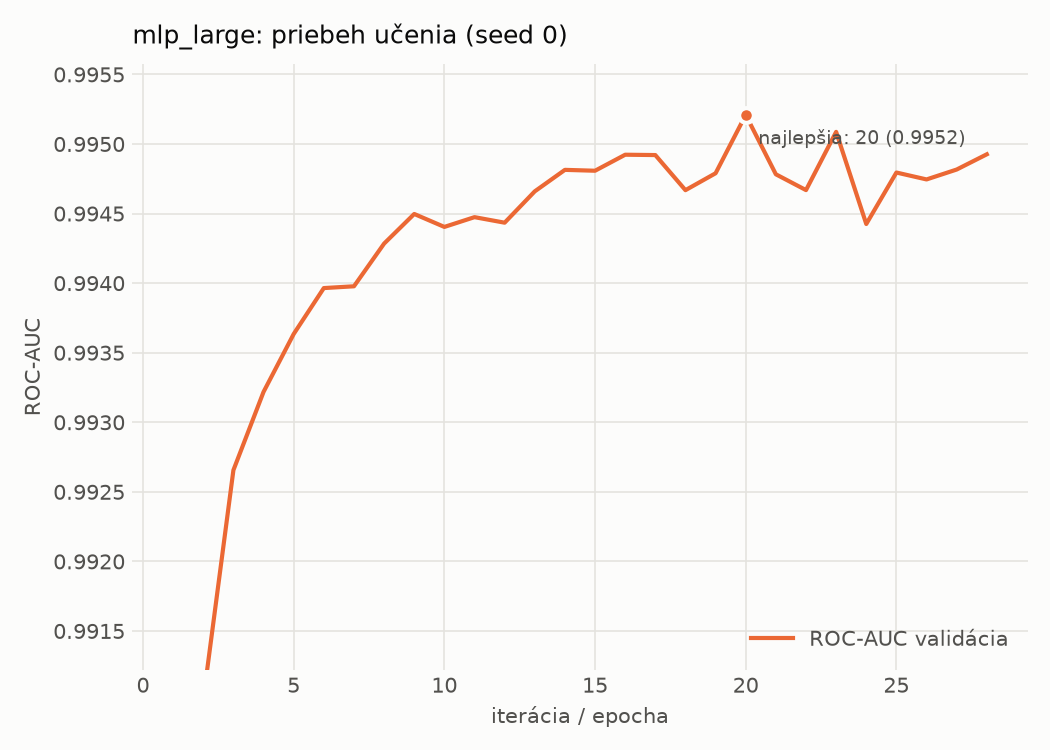 mlp_large: priebeh učenia (seed 0)
0.9955
0.9950
0.9945
0.9940
0.9935
0.9930
0.9925
0.9920
0.9915
ROC-AUC
najlepšia: 20 (0.9952)
ROC-AUC validácia
0 5 10 15 20 25
iterácia / epocha